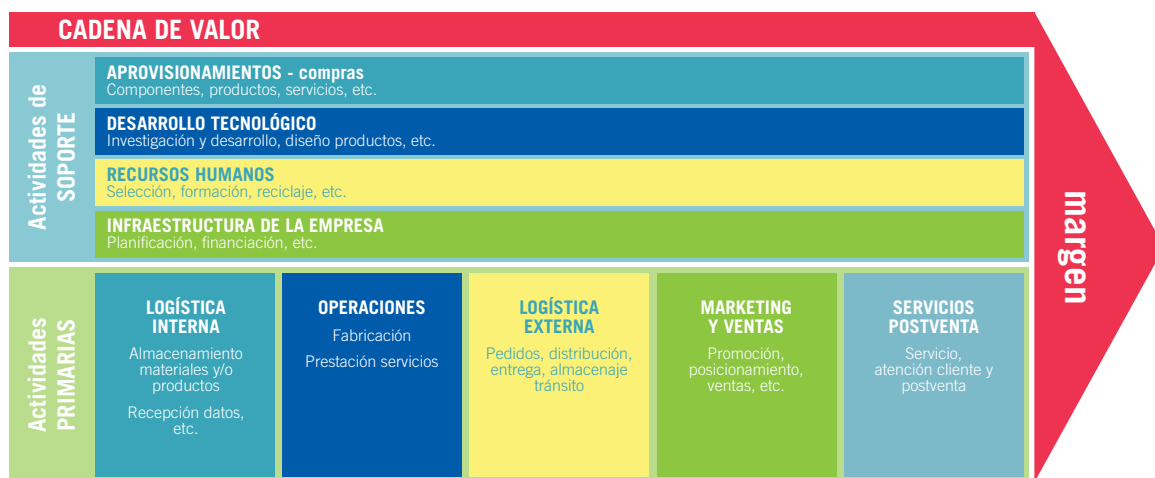 CADENA DE VALOR
Actividades de
SOPORTE
APROVISIONAMIENTOS - compras
Componentes, productos, servicios, etc.
DESARROLLO TECNOLÓGICO
Investigación y desarrollo, diseño productos, etc.
RECURSOS HUMANOS
Selección, formación, reciclaje, etc.
INFRAESTRUCTURA DE LA EMPRESA
Planificación, financiación, etc.
margen
Actividades
PRIMARIAS
LOGÍSTICA
INTERNA
Almacenamiento
materiales y/o
productos
Recepción datos,
etc.
OPERACIONES
Fabricación
Prestación servicios
LOGÍSTICA
EXTERNA
Pedidos, distribución,
entrega, almacenaje
tránsito
MARKETING
Y VENTAS
Promoción,
posicionamiento,
ventas, etc.
SERVICIOS
POSTVENTA
Servicio,
atención cliente y
postventa